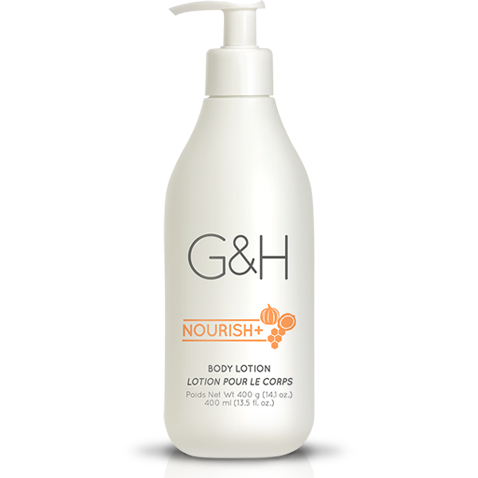 G&H
NOURISH+
BODY LOTION
LOTION POUR LE CORPS
Poids Net Wt 400 g (14.1 oz.)
400 ml (13.5 fl. oz.)